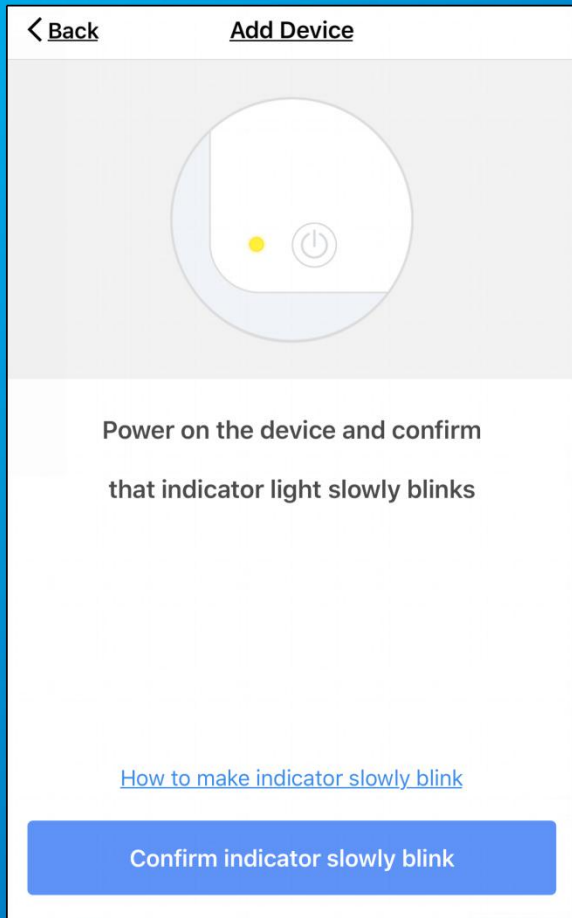 Back
Add Device
Power on the device and confirm
that indicator light slowly blinks
How to make indicator slowly blink
Confirm indicator slowly blink